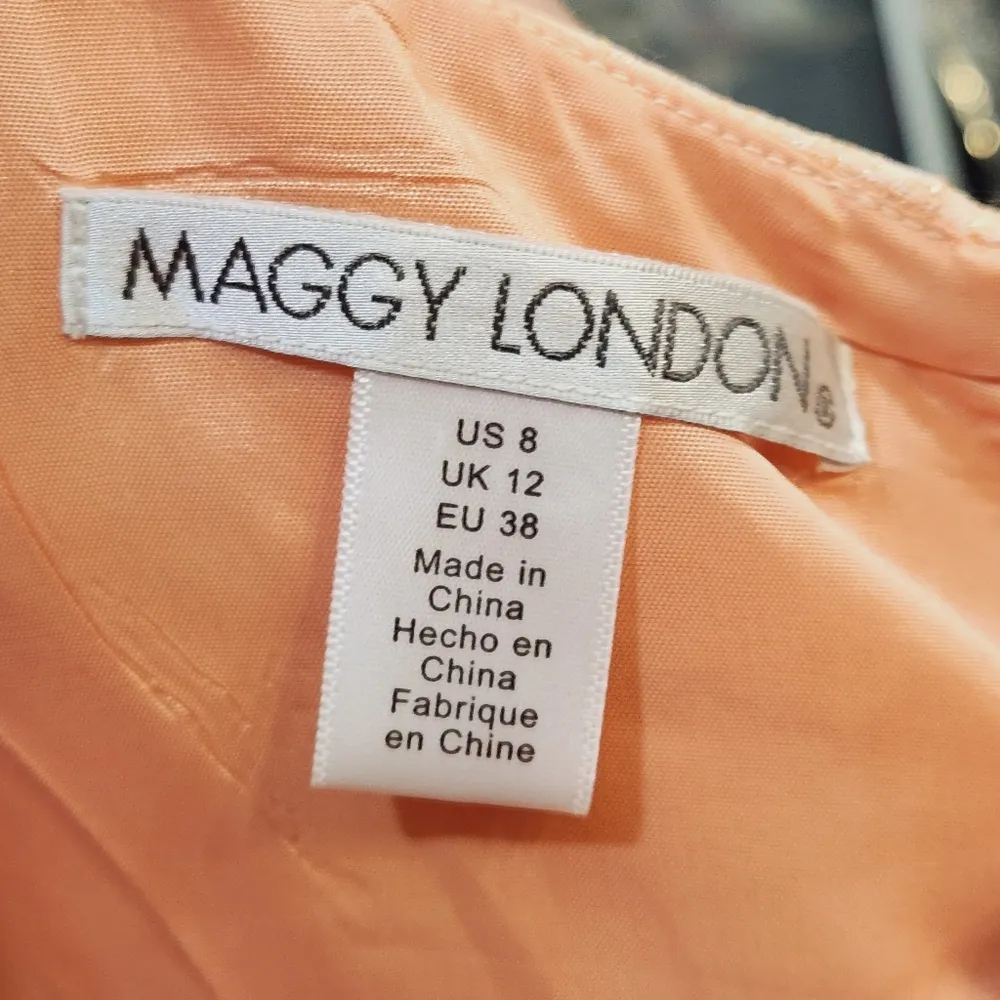 MAGGY LONDON®
US 8
UK 12
EU 38
Made in
China
Hecho en
China
Fabrique
en Chine